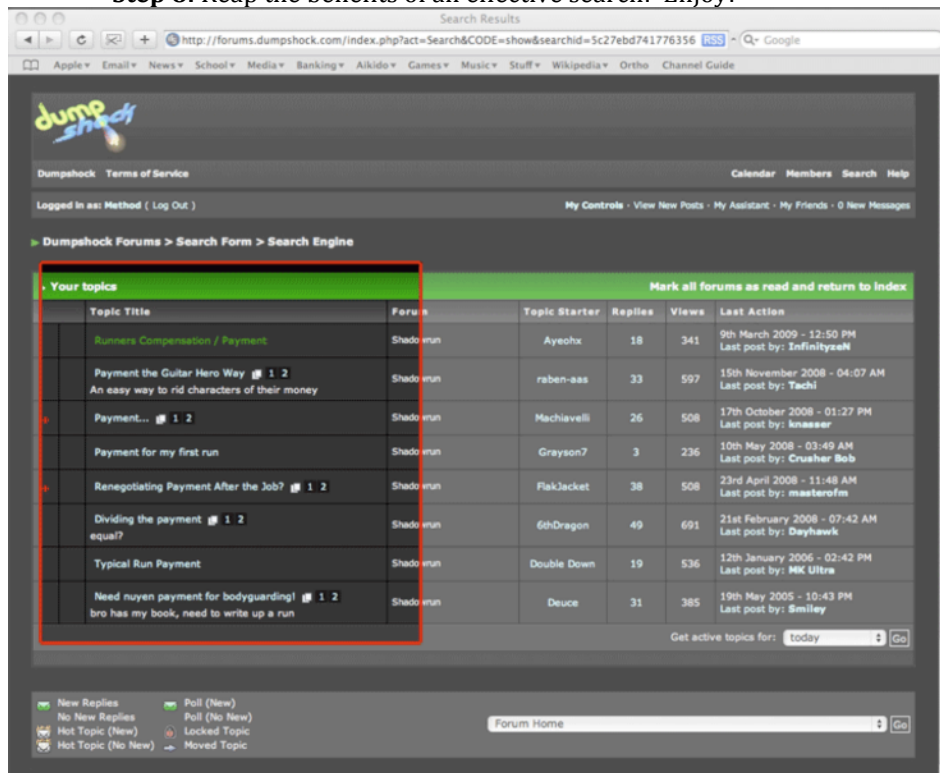 Step 8: Reap the benefits of an effective search. Enjoy!
Search Results
http://forums.dumpshock.com/index.php?act=Search&CODE=show&searchid=5c27ebd741776356 RSS Google
Apple Email News School Media Banking Aikido Games Music Stuff Wikipedia Ortho Channel Guide
dump
shock
Dumpshock Terms of Service Calendar Members Search Help
Logged in as: Method ( Log Out ) My Controls · View New Posts · My Assistant · My Friends · 0 New Messages
Dumpshock Forums > Search Form > Search Engine
Your topics Mark all forums as read and return to Index
Topic Title Forum Topic Starter Replies Views Last Action
Runners Compensation / Payment Shadowrun Ayeohx 18 341 9th March 2009 - 12:50 PM
Last post by: InfinityzeN
Payment the Guitar Hero Way 1 2 Shadowrun raben-aas 33 597 15th November 2008 - 04:07 AM
An easy way to rid characters of their money Last post by: Tachi
Payment... 1 2 Shadowrun Machiavelli 26 508 17th October 2008 - 01:27 PM
Last post by: knasser
Payment for my first run Shadowrun Grayson7 3 236 10th May 2008 - 03:49 AM
Last post by: Crusher Bob
Renegotiating Payment After the Job? 1 2 Shadowrun FlakJacket 38 508 23rd April 2008 - 11:48 AM
Last post by: masterofm
Dividing the payment 1 2 Shadowrun 6thDragon 49 691 21st February 2008 - 07:42 AM
equal? Last post by: Dayhawk
Typical Run Payment Shadowrun Double Down 19 536 12th January 2006 - 02:42 PM
Last post by: MK Ultra
Need nuyen payment for bodyguarding! 1 2 Shadowrun Deuce 31 385 19th May 2005 - 10:43 PM
bro has my book, need to write up a run Last post by: Smiley
Get active topics for: today Go
New Replies Poll (New)
No New Replies Poll (No New)
Hot Topic (New) Locked Topic
Hot Topic (No New) Moved Topic
Forum Home Go